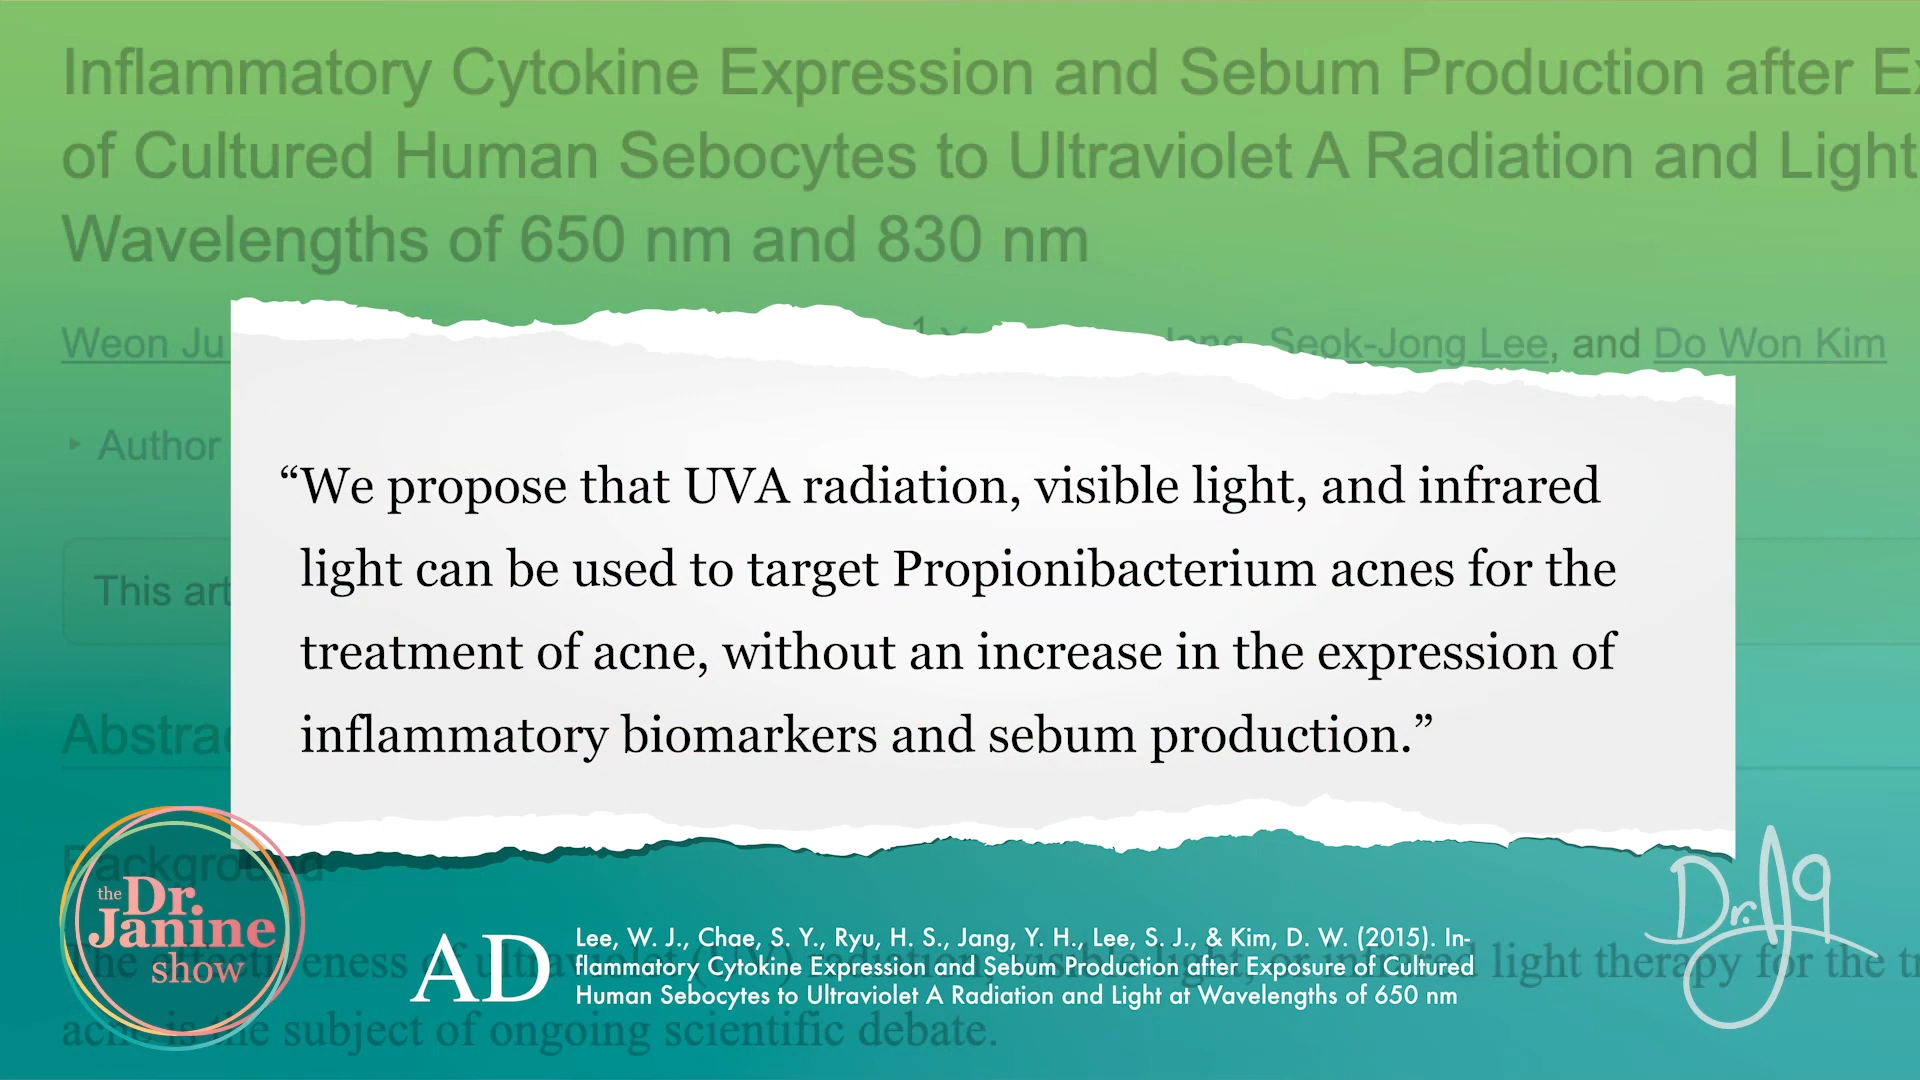 Inflammatory Cytokine Expression and Sebum Production after
of Cultured Human Sebocytes to Ultraviolet A Radiation and Light
Wavelengths of 650 nm and 830 nm
Weon Ju Seok-Jong Lee, and Do Won Kim
Author
This art
“We propose that UVA radiation, visible light, and infrared
light can be used to target Propionibacterium acnes for the
treatment of acne, without an increase in the expression of
inflammatory biomarkers and sebum production.”
Abstrac
Background
the
Dr.
Janine
show
AD
Lee, W. J., Chae, S. Y., Ryu, H. S., Jang, Y. H., Lee, S. J., & Kim, D. W. (2015). In-
flammatory Cytokine Expression and Sebum Production after Exposure of Cultured
Human Sebocytes to Ultraviolet A Radiation and Light at Wavelengths of 650 nm
Dr. J9
light therapy for the
acne is the subject of ongoing scientific debate.